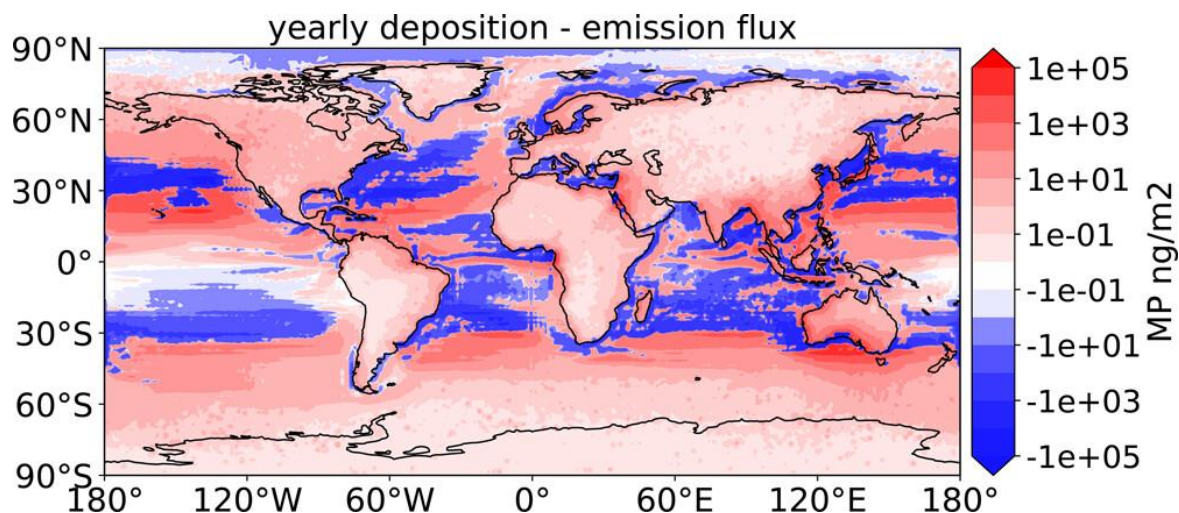 yearly deposition - emission flux
90°N
60°N
30°N
0°
30°S
60°S
90°S
180°
120°W
60°W
0°
60°E
120°E
180°
1e+05
1e+03
1e+01
1e-01
-1e-01
-1e+01
-1e+03
-1e+05
MP ng/m2